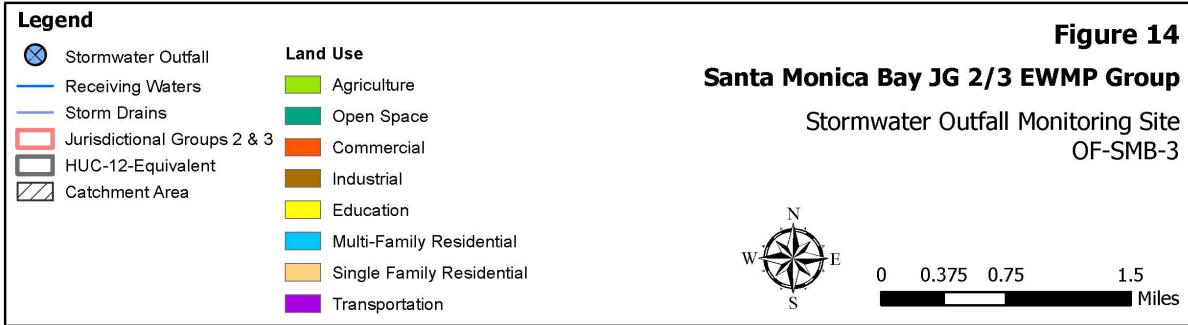 Legend
Stormwater Outfall
Receiving Waters
Storm Drains
Jurisdictional Groups 2 & 3
HUC-12-Equivalent
Catchment Area
Land Use
Agriculture
Open Space
Commercial
Industrial
Education
Multi-Family Residential
Single Family Residential
Transportation
Figure 14
Santa Monica Bay JG 2/3 EWMP Group
Stormwater Outfall Monitoring Site
OF-SMB-3
N
W E
S
0 0.375 0.75 1.5
Miles